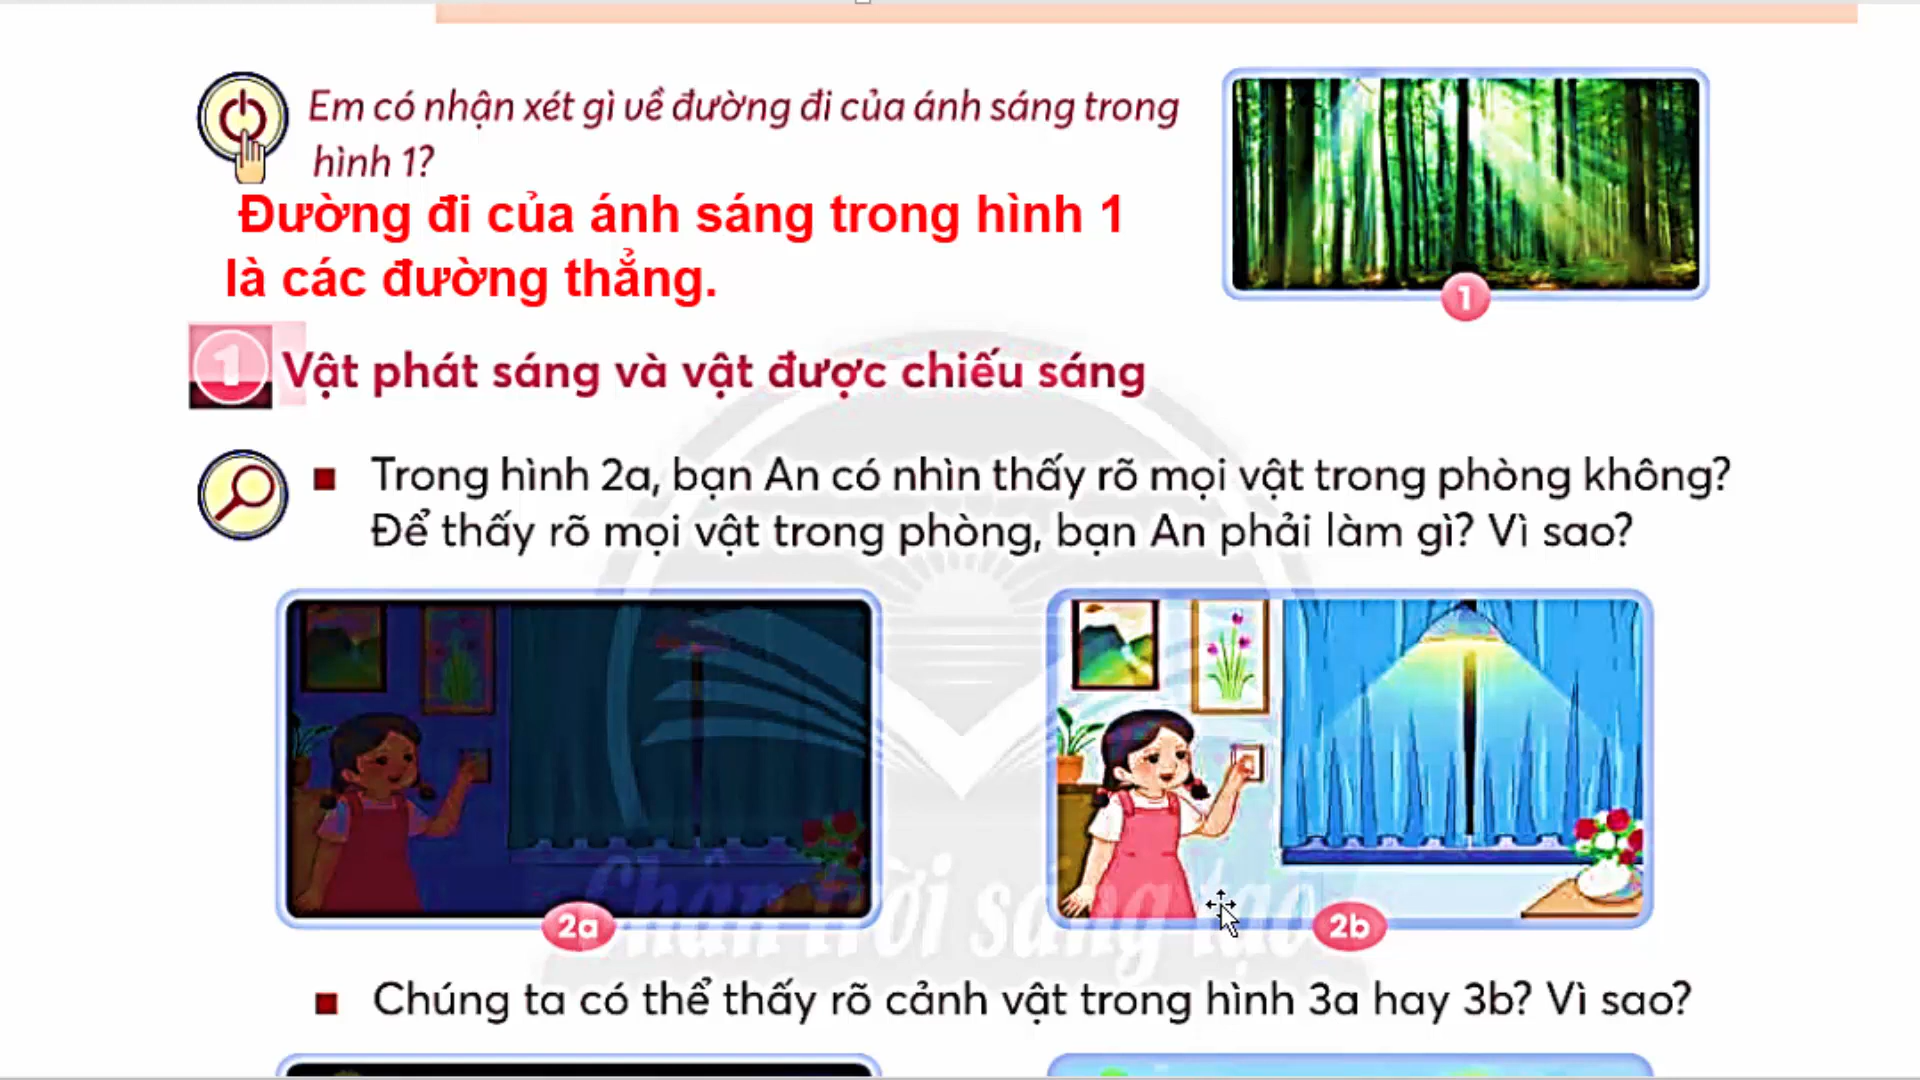 Em có nhận xét gì về đường đi của ánh sáng trong
hình 1?
Đường đi của ánh sáng trong hình 1
là các đường thẳng.
1
1 Vật phát sáng và vật được chiếu sáng
Trong hình 2a, bạn An có nhìn thấy rõ mọi vật trong phòng không?
Để thấy rõ mọi vật trong phòng, bạn An phải làm gì? Vì sao?
2a
2b
Chân trời sáng tạo
Chúng ta có thể thấy rõ cảnh vật trong hình 3a hay 3b? Vì sao?